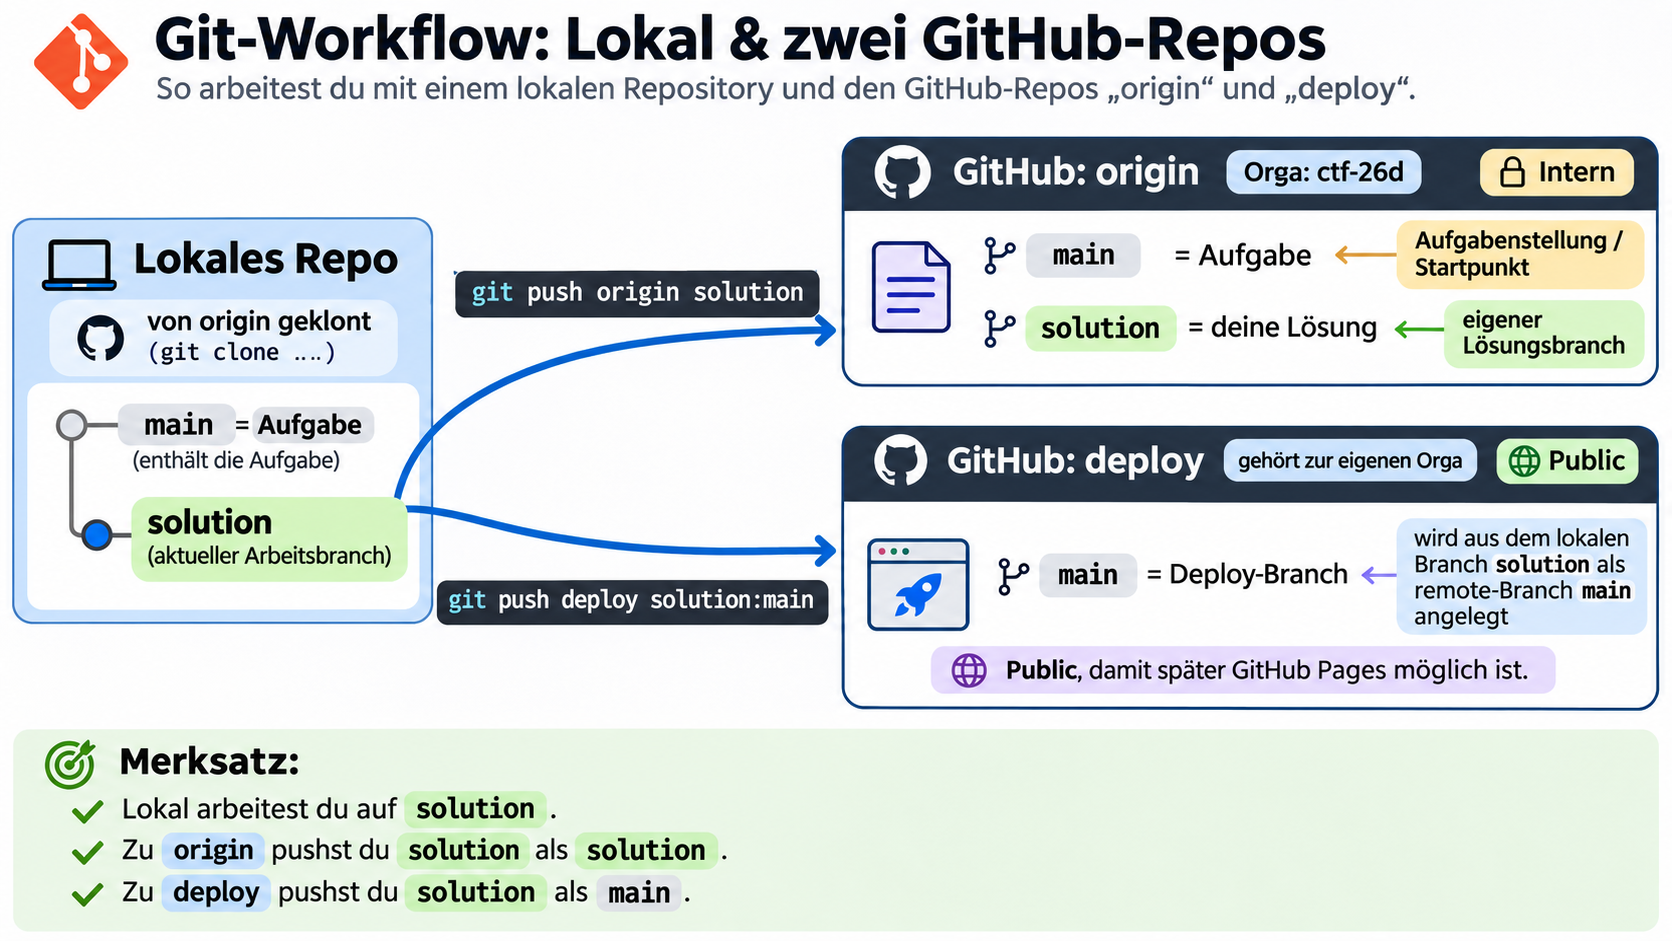 Git-Workflow: Lokal & zwei GitHub-Repos
So arbeitest du mit einem lokalen Repository und den GitHub-Repos „origin“ und „deploy“.
Lokales Repo
von origin geklont
(git clone ....)
main = Aufgabe
(enthält die Aufgabe)
solution
(aktueller Arbeitsbranch)
git push origin solution
git push deploy solution:main
GitHub: origin
Orga: ctf-26d
Intern
main = Aufgabe
Aufgabenstellung /
Startpunkt
solution = deine Lösung
eigener
Lösungsbranch
GitHub: deploy
gehört zur eigenen Orga
Public
main = Deploy-Branch
wird aus dem lokalen
Branch solution als
remote-Branch main
angelegt
Public, damit später GitHub Pages möglich ist.
Merksatz:
Lokal arbeitest du auf solution .
Zu origin pushst du solution als solution .
Zu deploy pushst du solution als main .